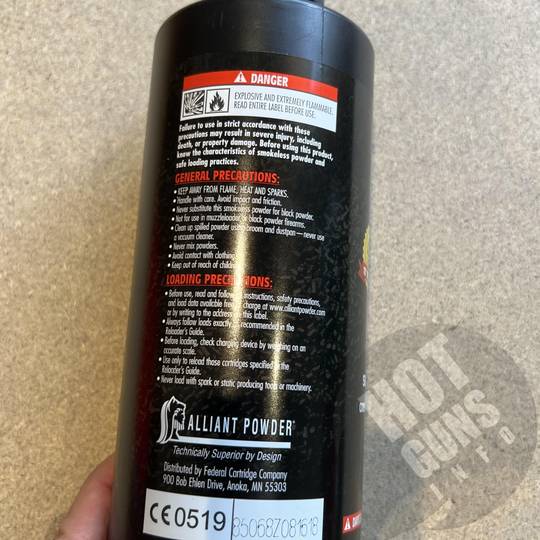 DANGER
EXPLOSIVE AND EXTREMELY FLAMMABLE.
READ ENTIRE LABEL BEFORE USE.
Failure to use in strict accordance with these
precautions may result in severe injury, including
death, or property damage. Before using this product,
know the characteristics of smokeless powder and
safe loading practices.
GENERAL PRECAUTIONS:
• KEEP AWAY FROM FLAME, HEAT AND SPARKS.
• Handle with care. Avoid impact and friction.
• Never substitute this smokeless powder for black powder.
• Not for use in muzzleloader or black powder firearms.
• Clean up spilled powder using broom and dustpan—never use
a vacuum cleaner.
• Never mix powders.
• Avoid contact with clothing
• Keep out of reach of
LOADING PRECAUTIONS:
• Before use, read and follow instructions, safety precautions,
and load data available free charge at www.alliantpowder.com
or by writing to the address this label.
• Always follow loads exactly recommended in the
Reloader's Guide.
• Before loading, check charging device by weighing on an
accurate scale.
• Use only to reload those cartridges specified in the
Reloader's Guide.
• Never load with spark or static producing tools or machinery.
ALLIANT POWDER®
Technically Superior by Design
Distributed by Federal Cartridge Company
900 Bob Ehlen Drive, Anoka, MN 55303
CE0519
85068Z081618
HUT
GUNS
INFO